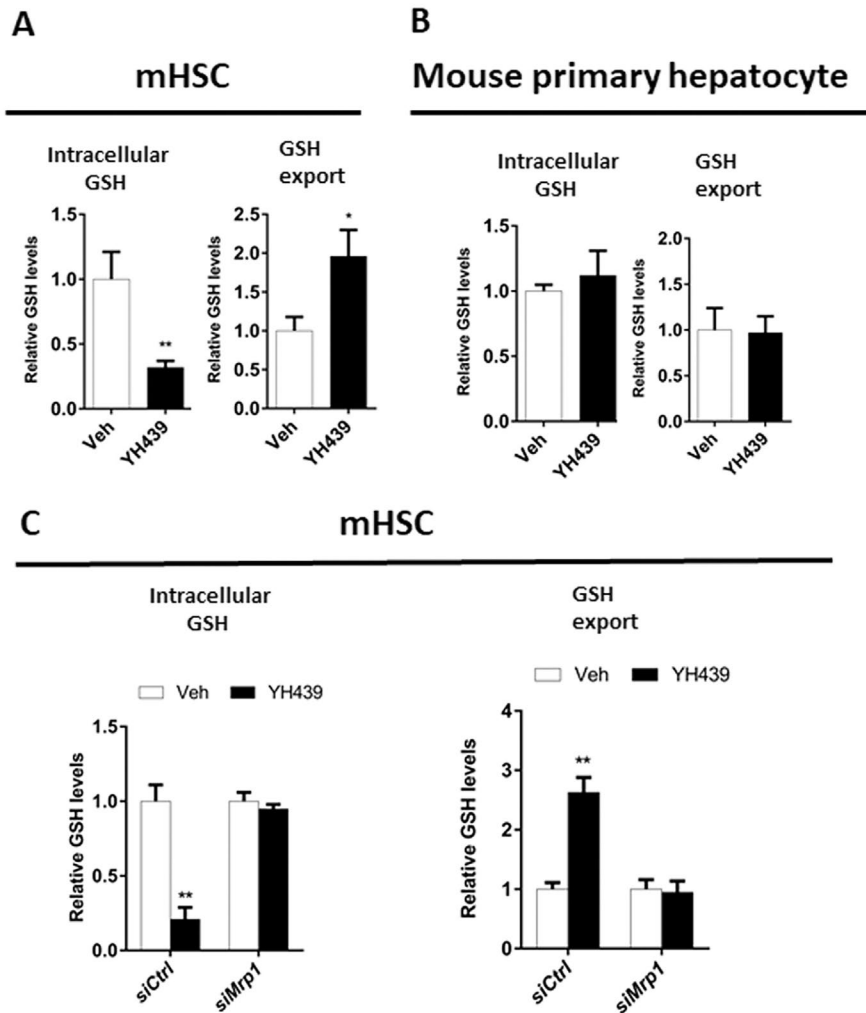 A
mHSC
Intracellular
GSH
Relative GSH levels
1.5
1.0
0.5
0.0
**
Veh
YH439
GSH
export
Relative GSH levels
2.5
2.0
1.5
1.0
0.5
0.0
*
Veh
YH439
B
Mouse primary hepatocyte
Intracellular
GSH
Relative GSH levels
1.5
1.0
0.5
0.0
Veh
YH439
GSH
export
Relative GSH levels
2.0
1.5
1.0
0.5
0.0
Veh
YH439
C
mHSC
Intracellular
GSH
Veh YH439
Relative GSH levels
1.5
1.0
0.5
0.0
**
siCtrl
siMrp1
GSH
export
Veh YH439
Relative GSH levels
4
3
2
1
0
**
siCtrl
siMrp1